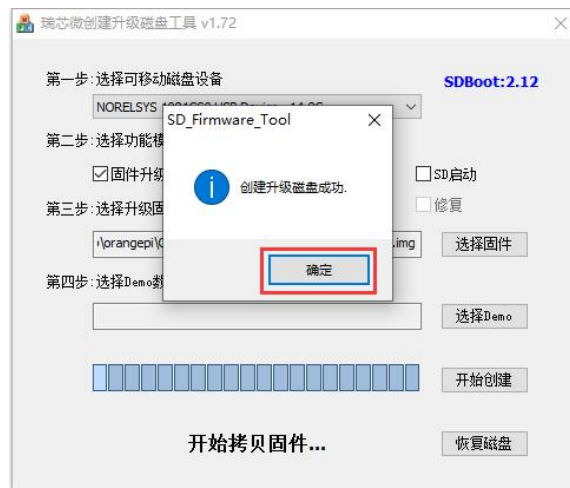 瑞芯微创建升级磁盘工具 v1.72
第一步:选择可移动磁盘设备
SDBoot:2.12
NORELSYS
SD_Firmware_Tool
第二步:选择功能
固件升级
创建升级磁盘成功.
SD启动
修复
第三步:选择升级固
\orangepi\
.img
选择固件
确定
第四步:选择Demo数
选择Demo
开始创建
开始拷贝固件...
恢复磁盘